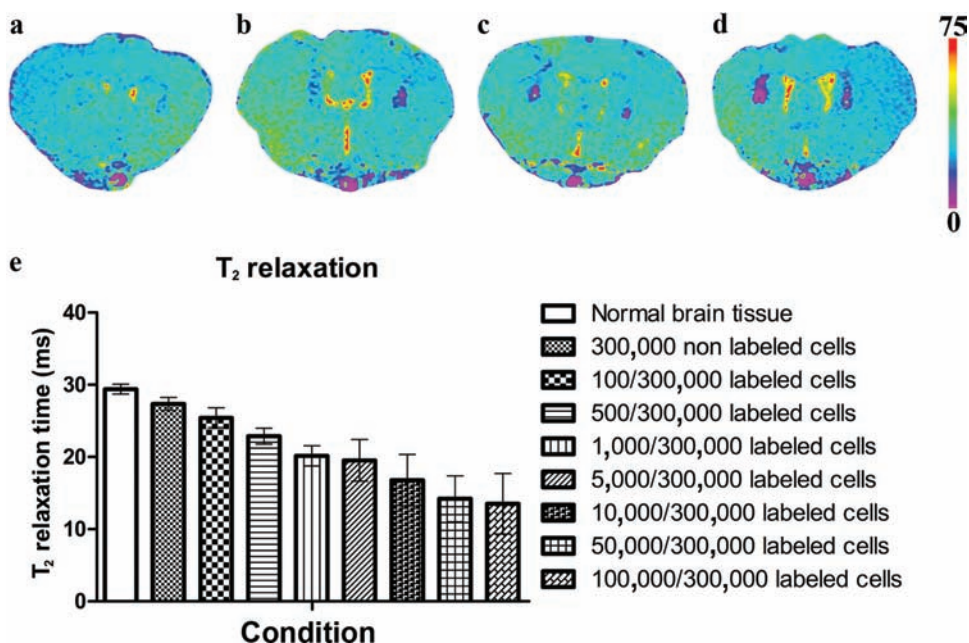 a
b
c
d
75
0
e
T₂ relaxation
40
30
20
10
0
T₂ relaxation time (ms)
Condition
Normal brain tissue
300,000 non labeled cells
100/300,000 labeled cells
500/300,000 labeled cells
1,000/300,000 labeled cells
5,000/300,000 labeled cells
10,000/300,000 labeled cells
50,000/300,000 labeled cells
100,000/300,000 labeled cells